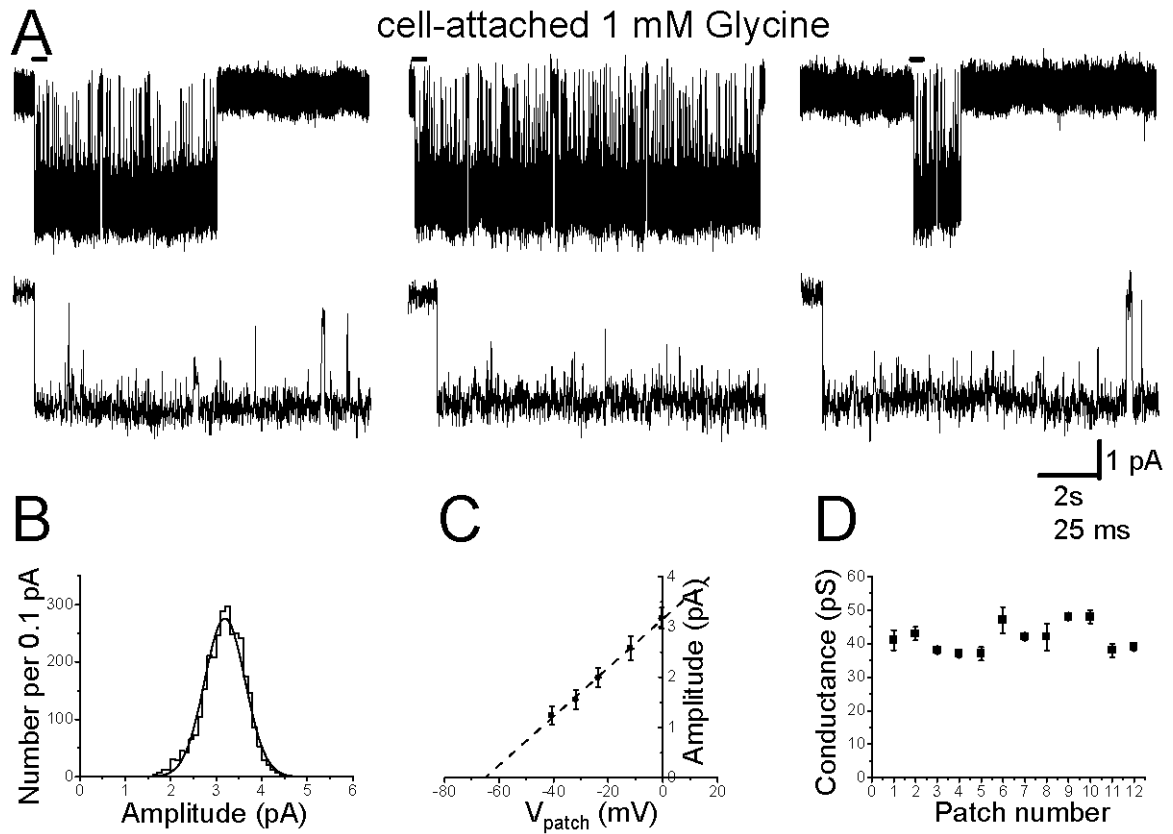 A
cell-attached 1 mM Glycine
1 pA
2s
25 ms
B
Number per 0.1 pA
300
200
100
0
0 1 2 3 4 5 6
Amplitude (pA)
C
4
3
2
1
0
Amplitude (pA)
-80 -60 -40 -20 0 20
Vpatch (mV)
D
Conductance (pS)
60
50
40
30
20
10
0
0 1 2 3 4 5 6 7 8 9 10 11 12
Patch number